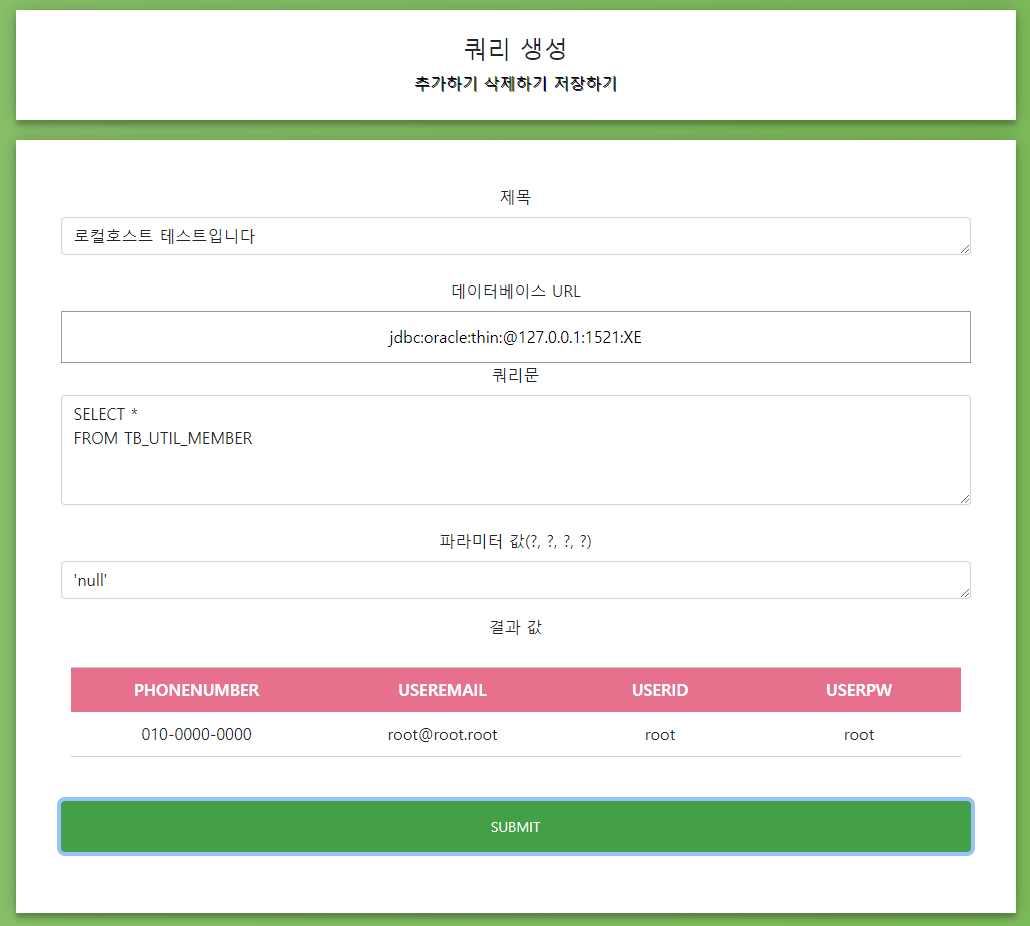 쿼리 생성
추가하기 삭제하기 저장하기
제목
로컬호스트 테스트입니다
데이터베이스 URL
jdbc:oracle:thin:@127.0.0.1:1521:XE
쿼리문
SELECT *
FROM TB_UTIL_MEMBER
파라미터 값(?, ?, ?, ?)
'null'
결과 값
PHONENUMBER USEREMAIL USERID USERPW
010-0000-0000 root@root.root root root
SUBMIT